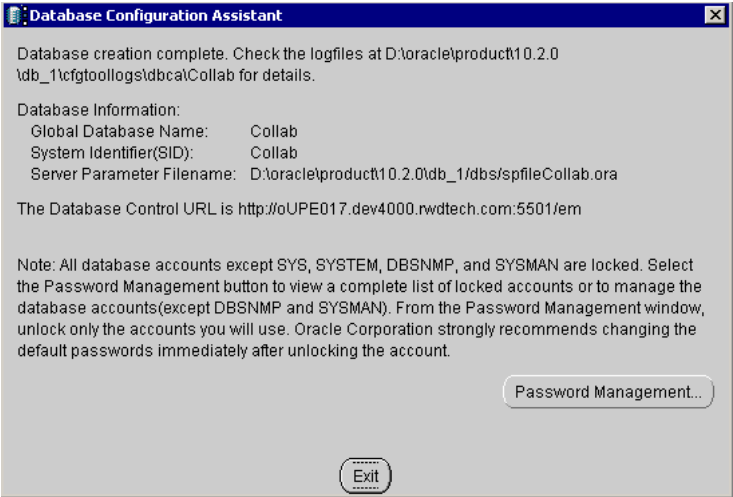 Database Configuration Assistant
Database creation complete. Check the logfiles at D:\oracle\product\10.2.0
\db_1\cfgtoollogs\dbca\Collab for details.
Database Information:
Global Database Name: Collab
System Identifier(SID): Collab
Server Parameter Filename: D:\oracle\product\10.2.0\db_1/dbs/spfileCollab.ora
The Database Control URL is http://oUPE017.dev4000.rwdtech.com:5501/em
Note: All database accounts except SYS, SYSTEM, DBSNMP, and SYSMAN are locked. Select
the Password Management button to view a complete list of locked accounts or to manage the
database accounts(except DBSNMP and SYSMAN). From the Password Management window,
unlock only the accounts you will use. Oracle Corporation strongly recommends changing the
default passwords immediately after unlocking the account.
Password Management...
Exit